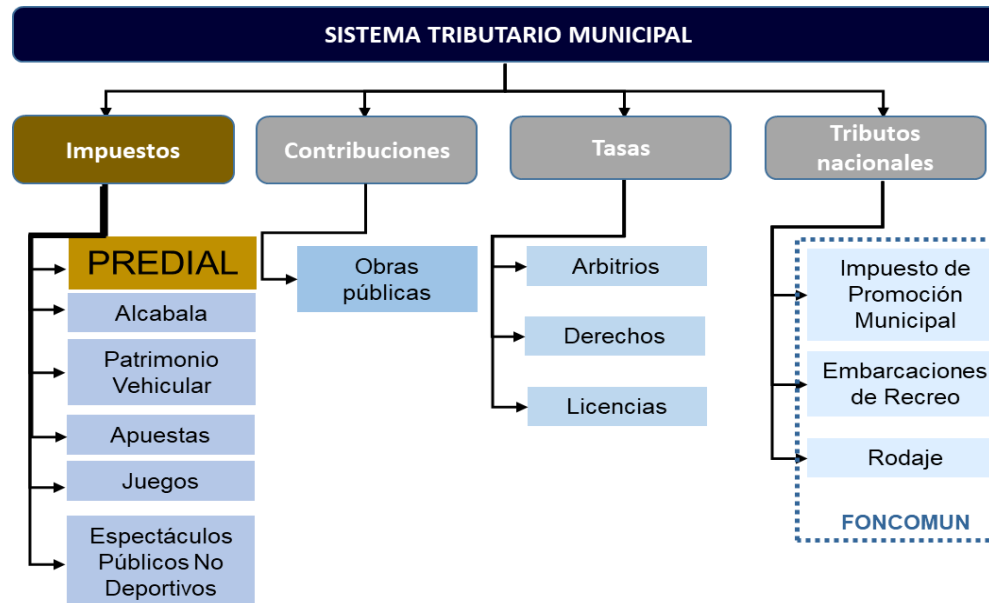 SISTEMA TRIBUTARIO MUNICIPAL
Impuestos
PREDIAL
Alcabala
Patrimonio
Vehicular
Apuestas
Juegos
Espectáculos
Públicos No
Deportivos
Contribuciones
Obras
públicas
Tasas
Arbitrios
Derechos
Licencias
Tributos
nacionales
Impuesto de
Promoción
Municipal
Embarcaciones
de Recreo
Rodaje
FONCOMUN